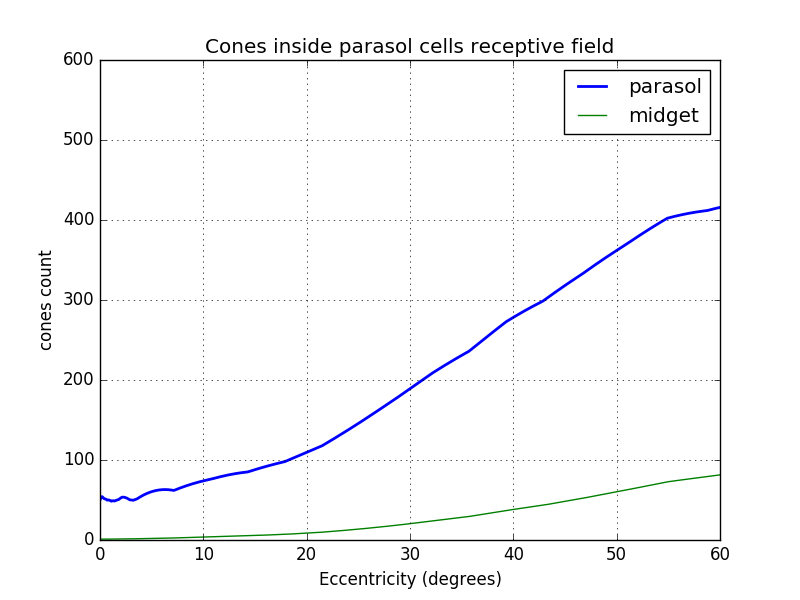 Cones inside parasol cells receptive field
600
500
400
300
200
100
0
cones count
parasol
midget
0 10 20 30 40 50 60
Eccentricity (degrees)